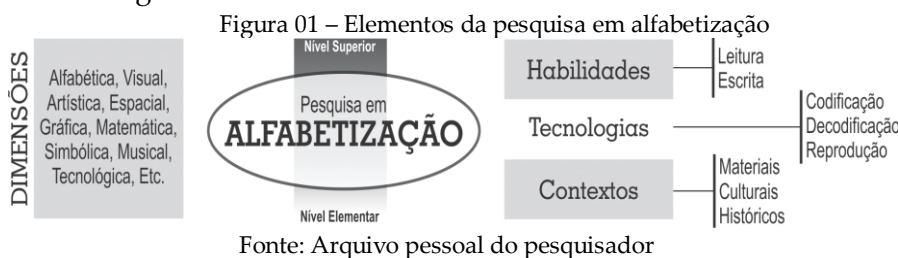 Figura 01 – Elementos da pesquisa em alfabetização
DIMENSÕES
Alfabética, Visual,
Artística, Espacial,
Gráfica, Matemática,
Simbólica, Musical,
Tecnológica, Etc.
Nível Superior
Pesquisa em
ALFABETIZAÇÃO
Nível Elementar
Habilidades
Leitura
Escrita
Tecnologias
Codificação
Decodificação
Reprodução
Contextos
Materiais
Culturais
Históricos
Fonte: Arquivo pessoal do pesquisador